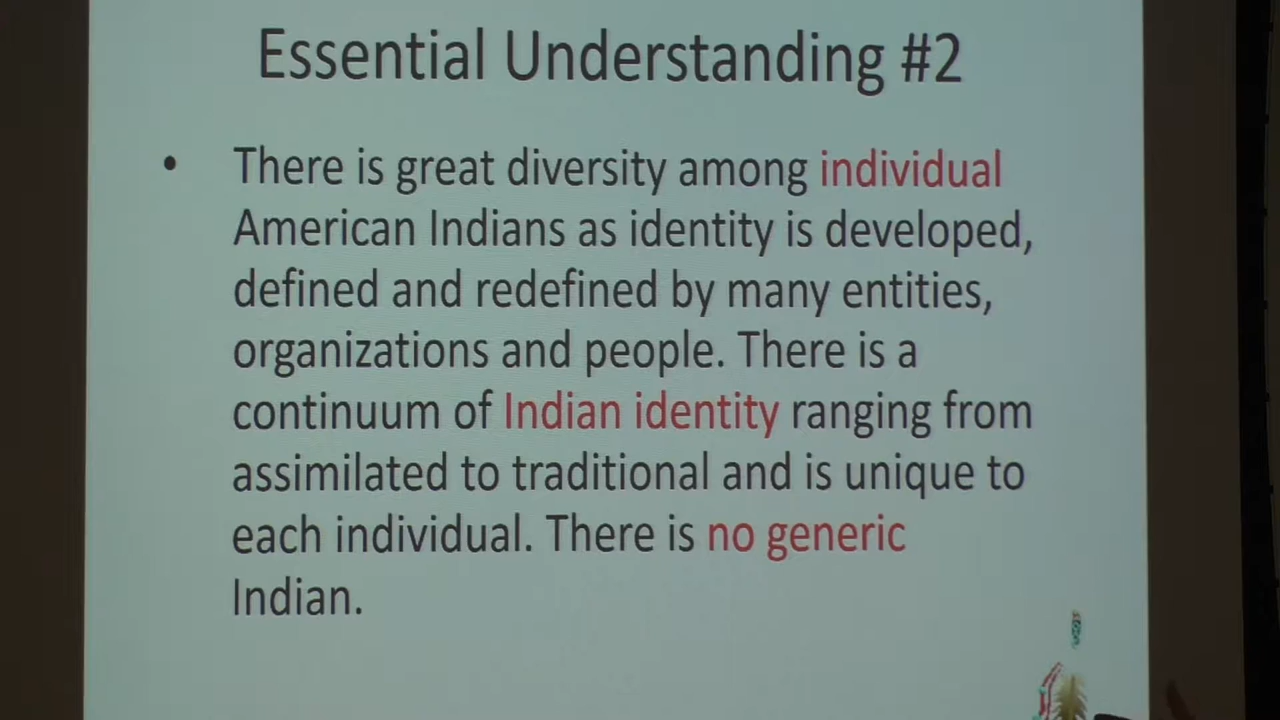 Essential Understanding #2
• There is great diversity among individual
American Indians as identity is developed,
defined and redefined by many entities,
organizations and people. There is a
continuum of Indian identity ranging from
assimilated to traditional and is unique to
each individual. There is no generic
Indian.